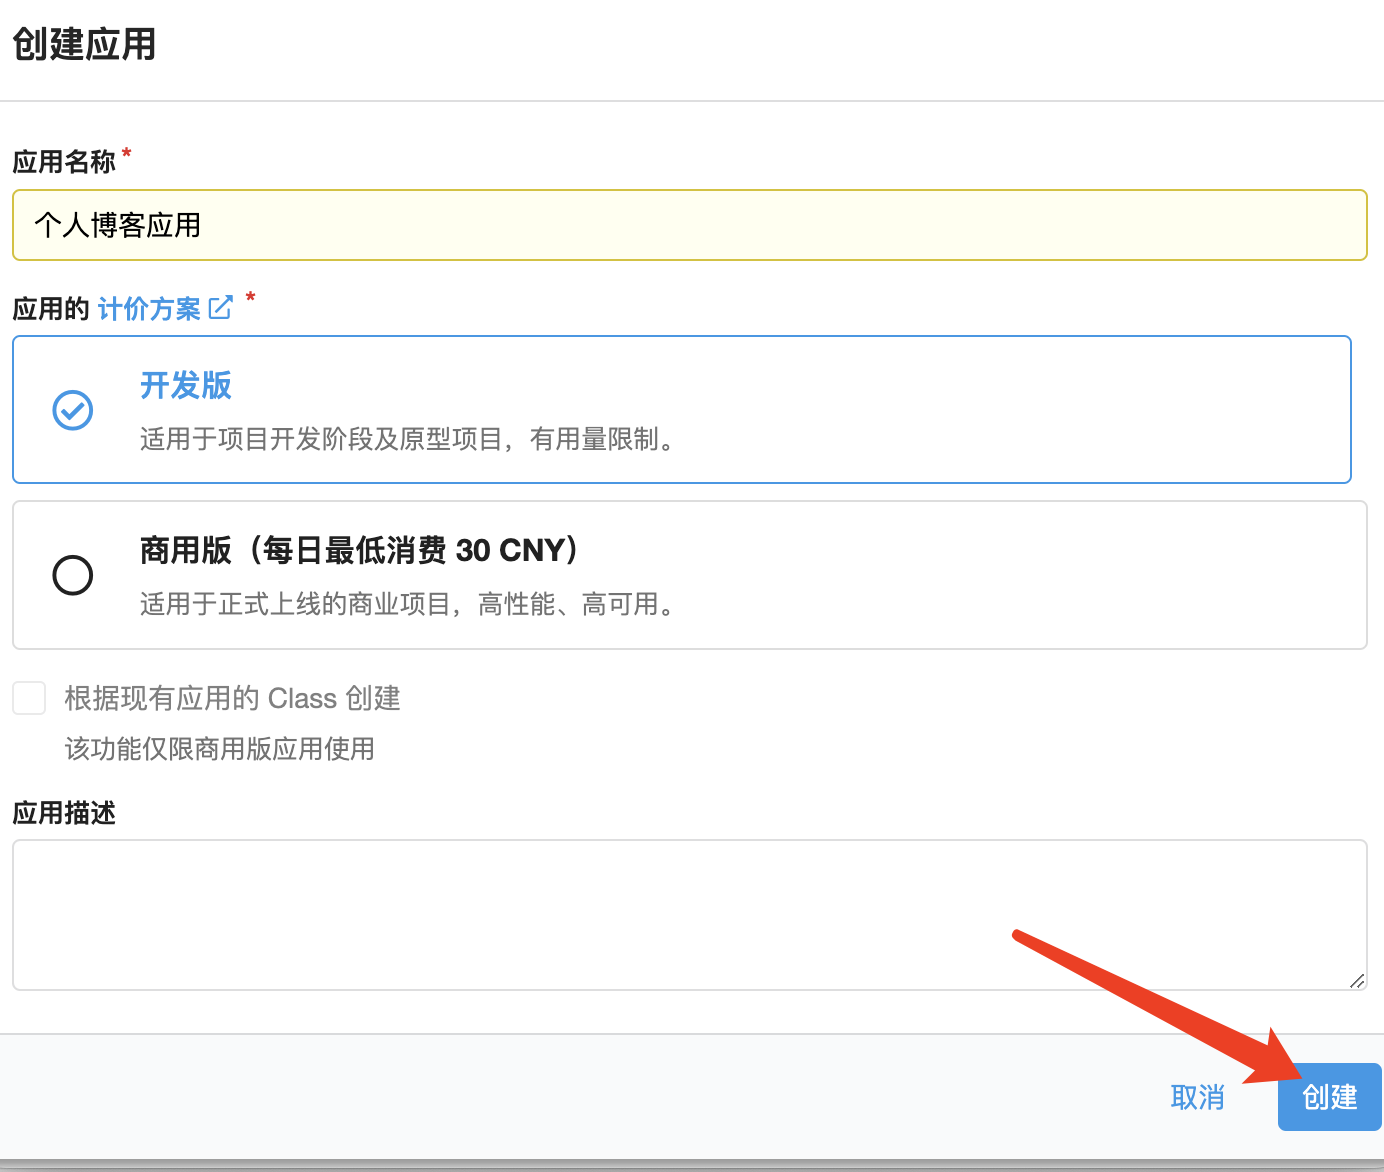 创建应用
应用名称*
个人博客应用
应用的 计价方案 *
开发版
适用于项目开发阶段及原型项目，有用量限制。
商用版（每日最低消费 30 CNY）
适用于正式上线的商业项目，高性能、高可用。
根据现有应用的 Class 创建
该功能仅限商用版应用使用
应用描述
取消 创建